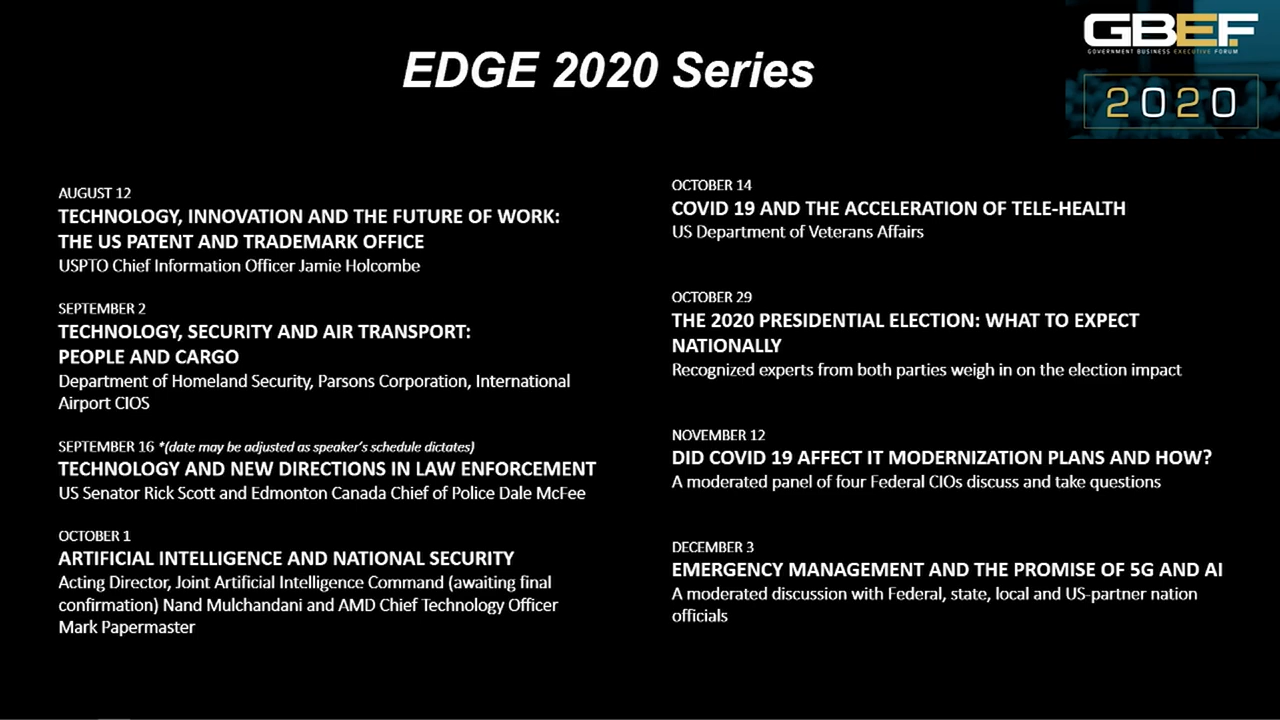 EDGE 2020 Series
GBEF
GOVERNMENT BUSINESS EXECUTIVE FORUM
2020
AUGUST 12
TECHNOLOGY, INNOVATION AND THE FUTURE OF WORK:
THE US PATENT AND TRADEMARK OFFICE
USPTO Chief Information Officer Jamie Holcombe
SEPTEMBER 2
TECHNOLOGY, SECURITY AND AIR TRANSPORT:
PEOPLE AND CARGO
Department of Homeland Security, Parsons Corporation, International
Airport CIOS
SEPTEMBER 16 *(date may be adjusted as speaker's schedule dictates)
TECHNOLOGY AND NEW DIRECTIONS IN LAW ENFORCEMENT
US Senator Rick Scott and Edmonton Canada Chief of Police Dale McFee
OCTOBER 1
ARTIFICIAL INTELLIGENCE AND NATIONAL SECURITY
Acting Director, Joint Artificial Intelligence Command (awaiting final
confirmation) Nand Mulchandani and AMD Chief Technology Officer
Mark Papermaster
OCTOBER 14
COVID 19 AND THE ACCELERATION OF TELE-HEALTH
US Department of Veterans Affairs
OCTOBER 29
THE 2020 PRESIDENTIAL ELECTION: WHAT TO EXPECT
NATIONALLY
Recognized experts from both parties weigh in on the election impact
NOVEMBER 12
DID COVID 19 AFFECT IT MODERNIZATION PLANS AND HOW?
A moderated panel of four Federal CIOs discuss and take questions
DECEMBER 3
EMERGENCY MANAGEMENT AND THE PROMISE OF 5G AND AI
A moderated discussion with Federal, state, local and US-partner nation
officials